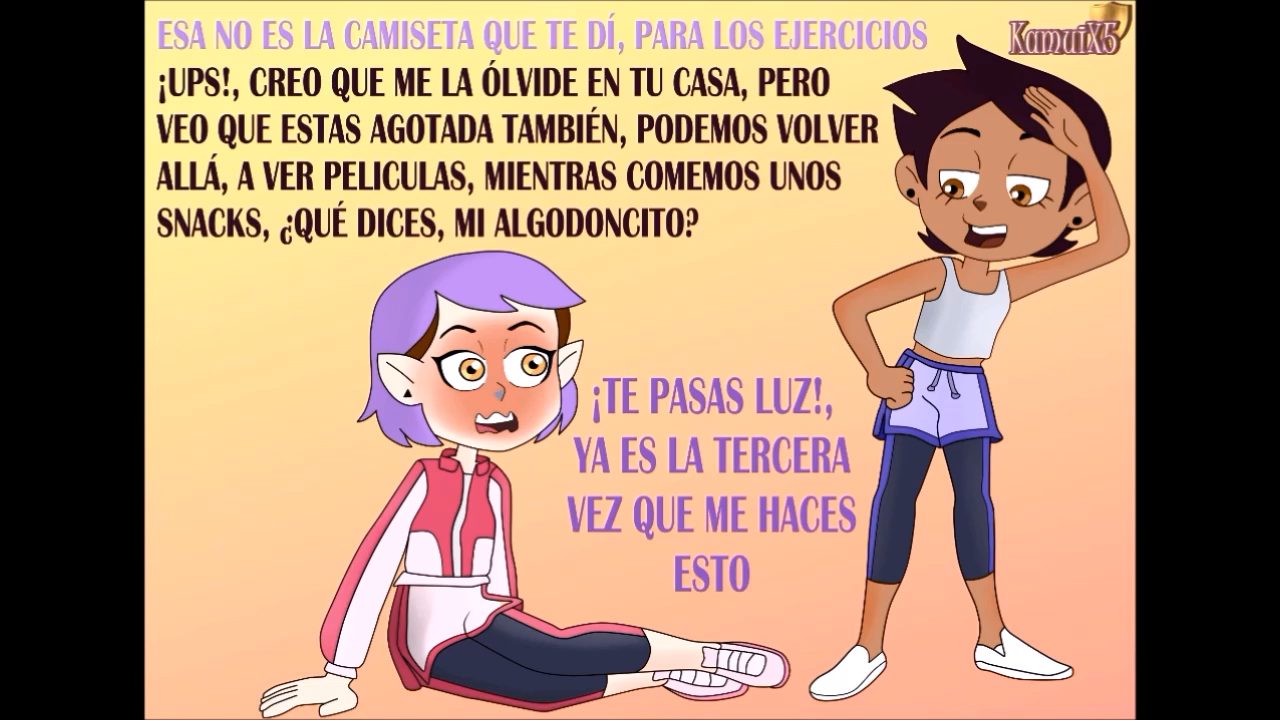 ESA NO ES LA CAMISETA QUE TE DÍ, PARA LOS EJERCICIOS
KamuiX5
¡UPS!, CREO QUE ME LA ÓLVIDE EN TU CASA, PERO
VEO QUE ESTAS AGOTADA TAMBIÉN, PODEMOS VOLVER
ALLÁ, A VER PELICULAS, MIENTRAS COMEMOS UNOS
SNACKS, ¿QUÉ DICES, MI ALGODONCITO?
¡TE PASAS LUZ!,
YA ES LA TERCERA
VEZ QUE ME HACES
ESTO